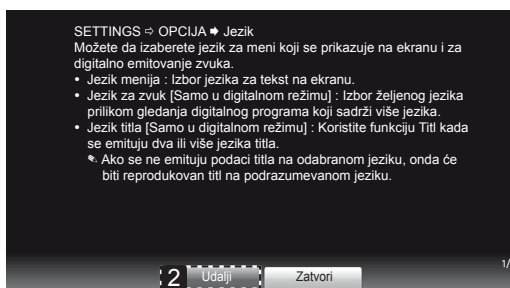 SETTINGS ⇨ OPCIJA ➧ Jezik
Možete da izaberete jezik za meni koji se prikazuje na ekranu i za
digitalno emitovanje zvuka.
• Jezik menija : Izbor jezika za tekst na ekranu.
• Jezik za zvuk [Samo u digitalnom režimu] : Izbor željenog jezika
prilikom gledanja digitalnog programa koji sadrži više jezika.
• Jezik titla [Samo u digitalnom režimu] : Koristite funkciju Titl kada
se emituju dva ili više jezika titla.
✎ Ako se ne emituju podaci titla na odabranom jeziku, onda će
biti reprodukovan titl na podrazumevanom jeziku.
1/
2 Udalji Zatvori